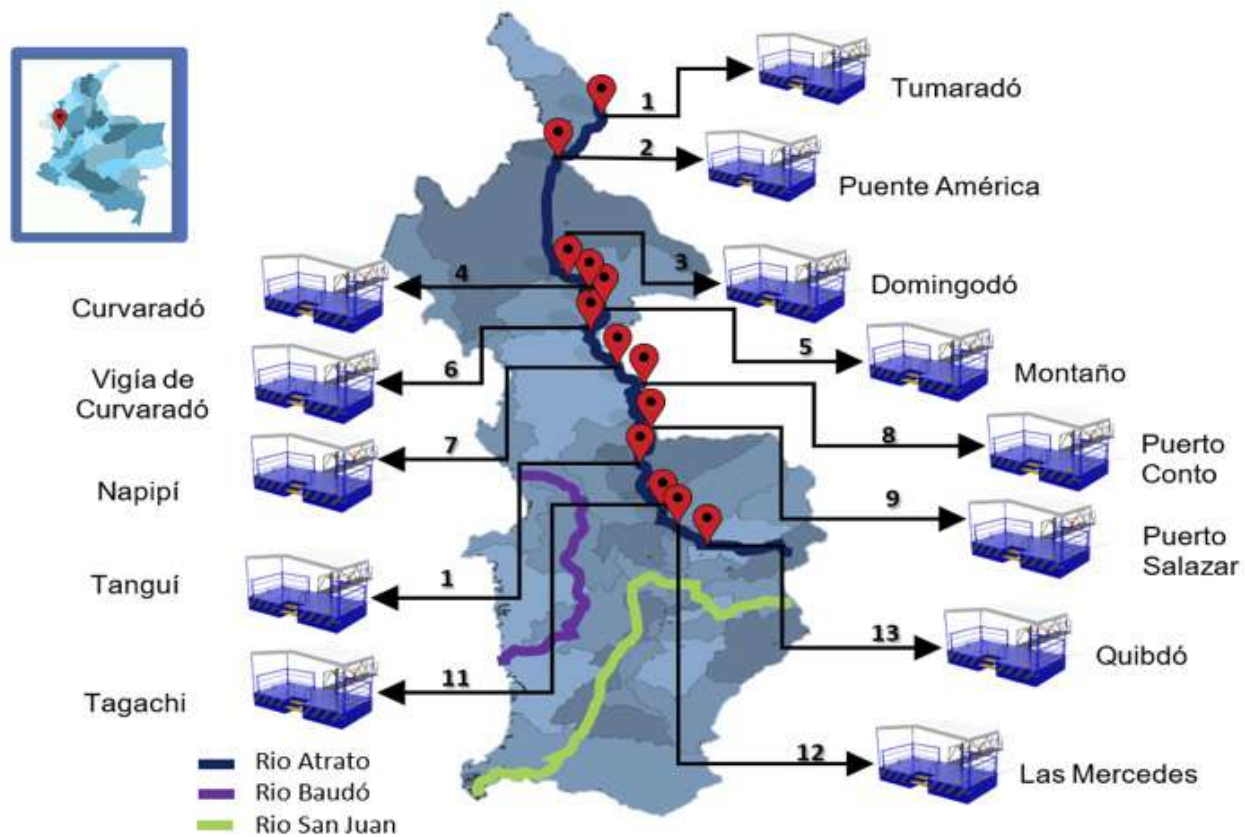 1
Tumaradó
2
Puente América
3
Domingodó
4
Curvaradó
5
Montaño
6
Vigía de
Curvaradó
7
Napipí
8
Puerto
Conto
9
Puerto
Salazar
1
Tanguí
13
Quibdó
11
Tagachi
12
Las Mercedes
Rio Atrato
Rio Baudó
Rio San Juan